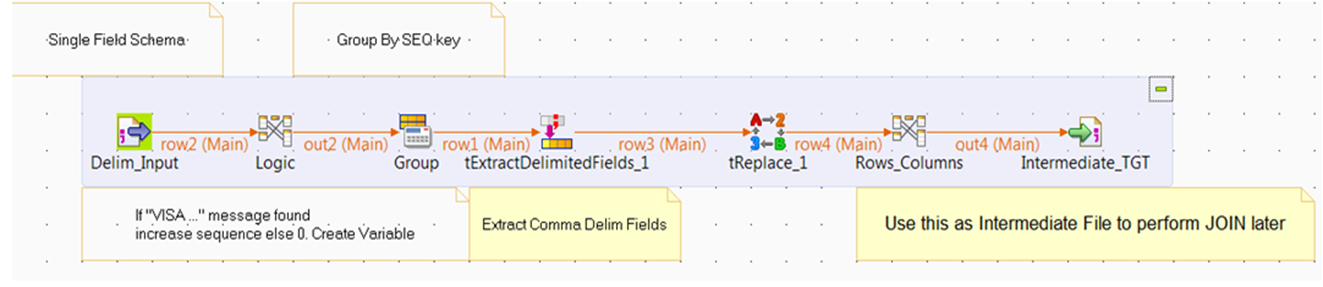 Single Field Schema
Group By SEQ key
row2 (Main)
out2 (Main)
row1 (Main)
row3 (Main)
row4 (Main)
out4 (Main)
Delim_Input
Logic
Group
tExtractDelimitedFields_1
tReplace_1
Rows_Columns
Intermediate_TGT
If "VISA ..." message found
increase sequence else 0. Create Variable
Extract Comma Delim Fields
Use this as Intermediate File to perform JOIN later